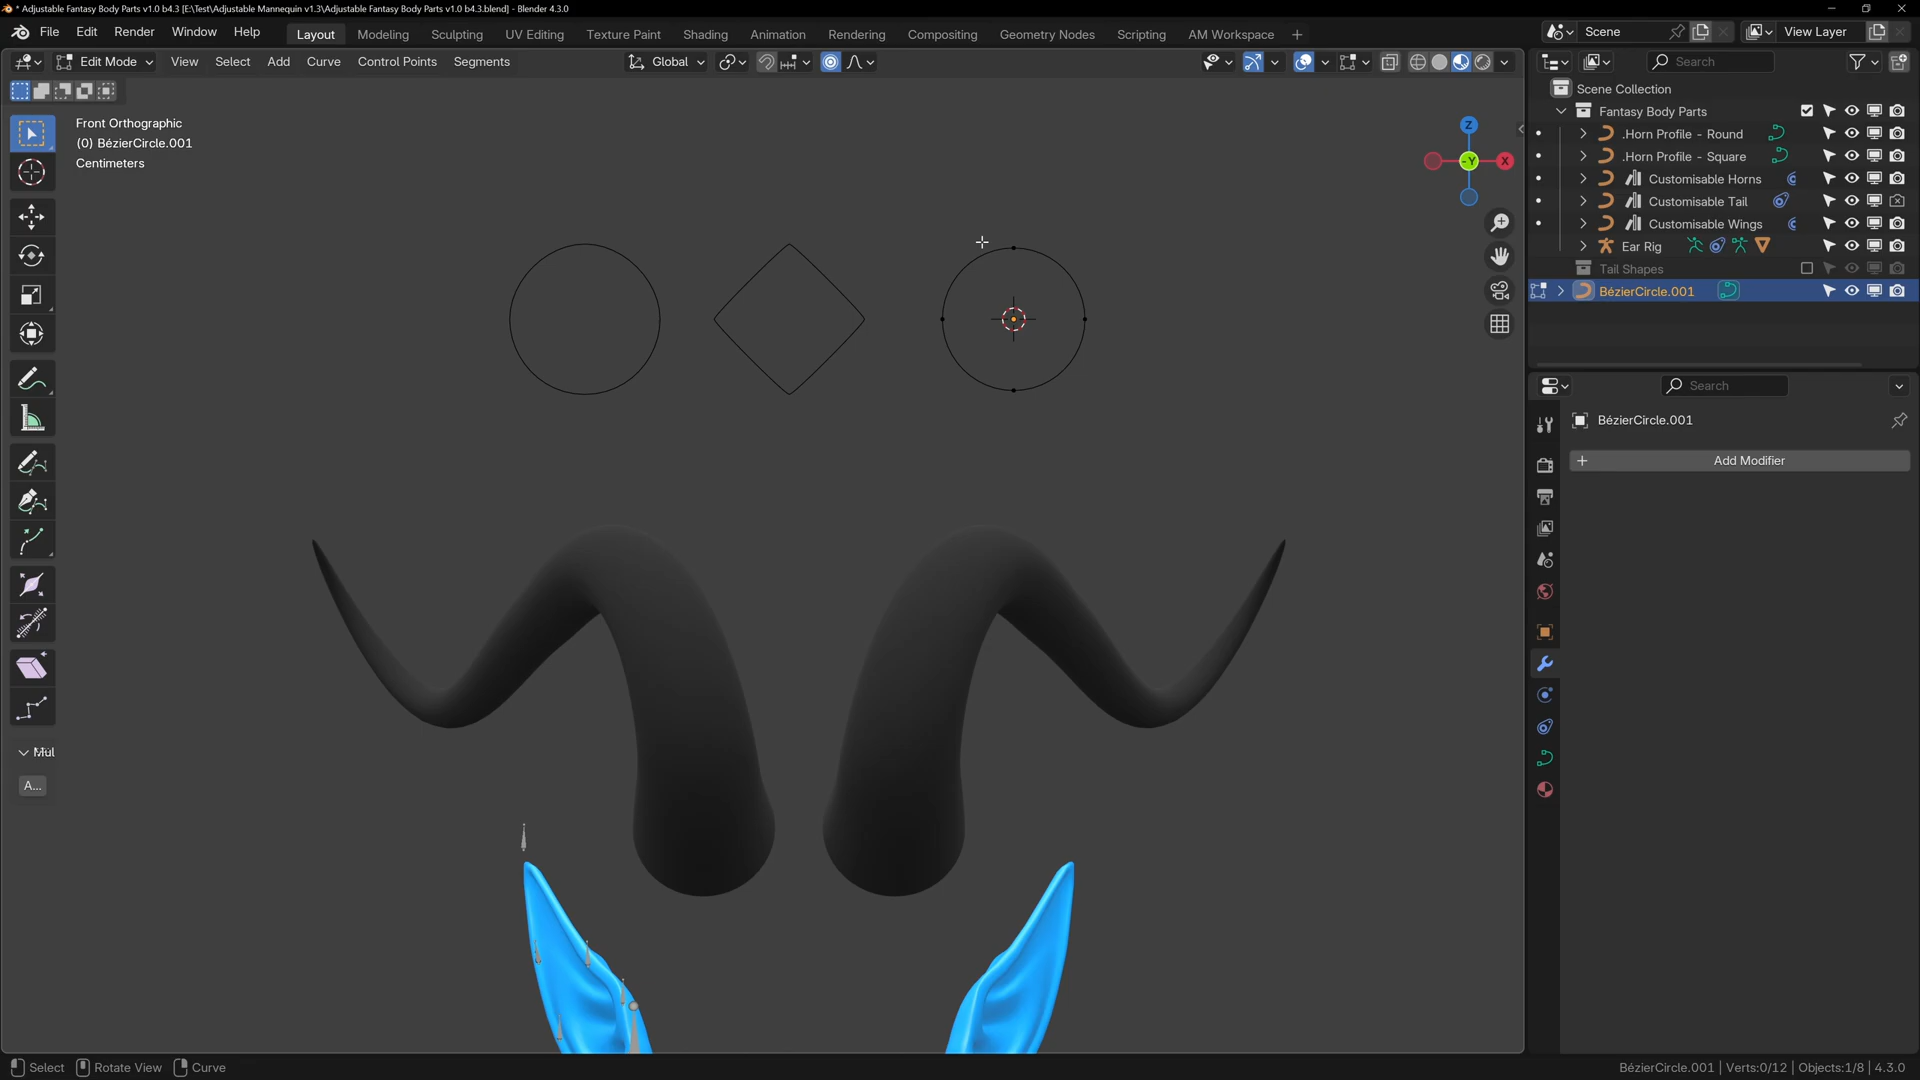 * Adjustable Fantasy Body Parts v1.0 b4.3 [E:\Test\Adjustable Mannequin v1.3\Adjustable Fantasy Body Parts v1.0 b4.3.blend] - Blender 4.3.0
File Edit Render Window Help Layout Modeling Sculpting UV Editing Texture Paint Shading Animation Rendering Compositing Geometry Nodes Scripting AM Workspace + Scene View Layer
Edit Mode View Select Add Curve Control Points Segments Global Search
Scene Collection
Fantasy Body Parts
.Horn Profile - Round
.Horn Profile - Square
Customisable Horns
Customisable Tail
Customisable Wings
Ear Rig
Tail Shapes
BézierCircle.001
Front Orthographic
(0) BézierCircle.001
Centimeters
Z
-Y
X
Search
BézierCircle.001
+ Add Modifier
Mul
A...
Select Rotate View Curve BézierCircle.001 | Verts:0/12 | Objects:1/8 | 4.3.0